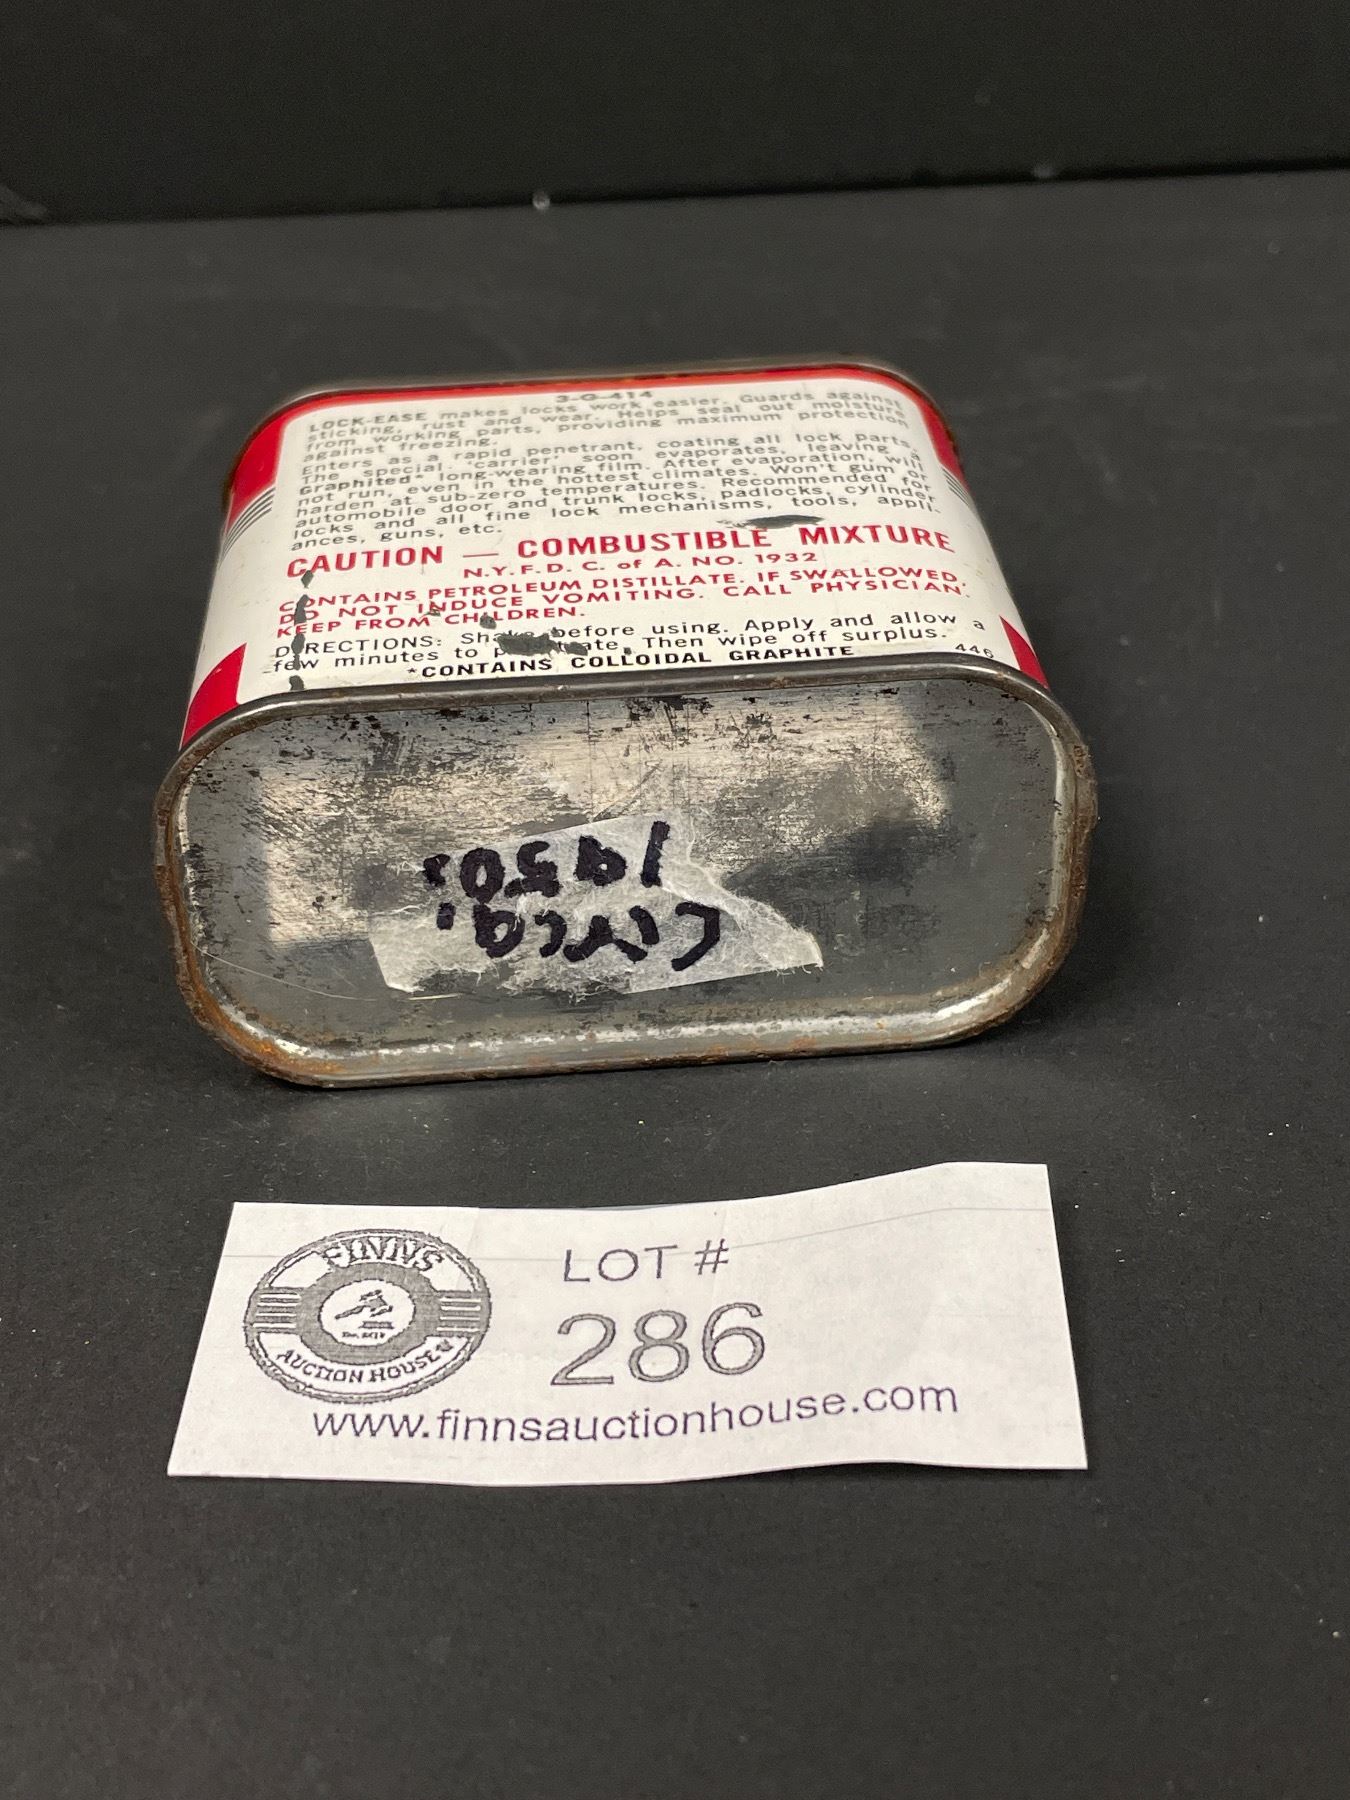 3-G-414
LOCK-EASE makes locks work easier. Guards against
sticking, rust and wear. Helps seal out moisture
from working parts, providing maximum protection
against freezing.
Enters as a rapid penetrant, coating all lock parts.
The special 'carrier' soon evaporates, leaving a
Graphited* long-wearing film. After evaporation, will
not run, even in the hottest climates. Won't gum or
harden at sub-zero temperatures. Recommended for
automobile door and trunk locks, padlocks, cylinder
locks and all fine lock mechanisms, tools, appli-
ances, guns, etc.
CAUTION — COMBUSTIBLE MIXTURE
N.Y.F.D. C. of A. NO. 1932
CONTAINS PETROLEUM DISTILLATE. IF SWALLOWED,
DO NOT INDUCE VOMITING. CALL PHYSICIAN.
KEEP FROM CHILDREN.
DIRECTIONS: Shake before using. Apply and allow a
few minutes to penetrate. Then wipe off surplus.
*CONTAINS COLLOIDAL GRAPHITE
446
Circa
1950s
FINNS
AUCTION HOUSE
LOT #
286
www.finnsauctionhouse.com